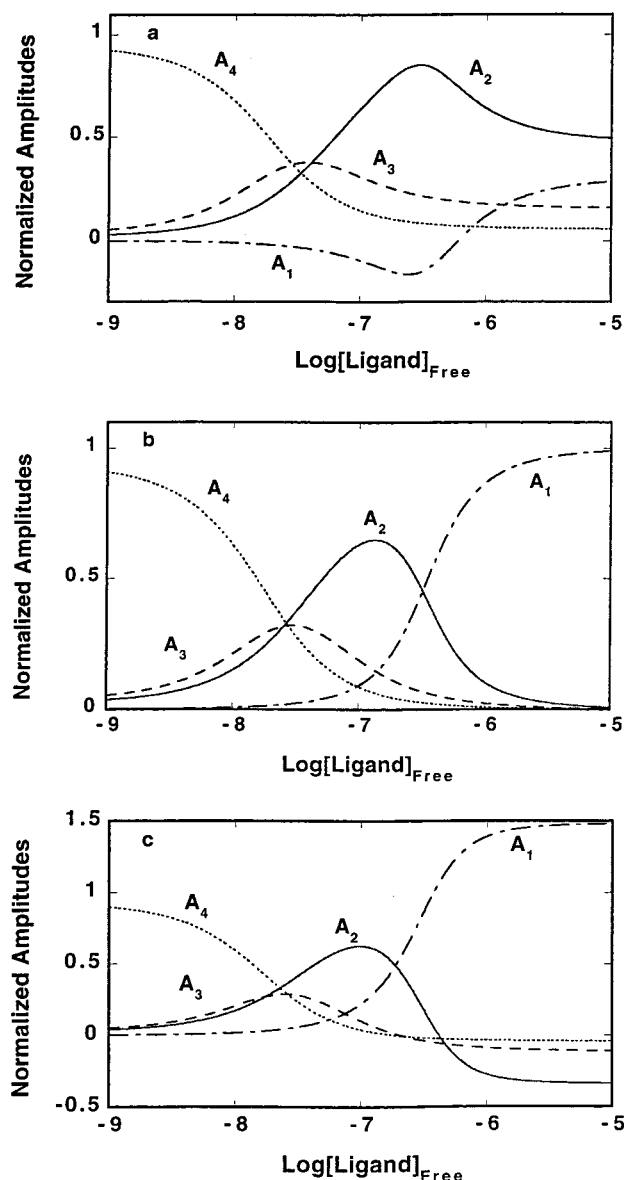 a
1
0.5
0
Normalized Amplitudes
A4
A2
A3
A1
-9
-8
-7
-6
-5
Log[Ligand]Free
b
1
0.5
0
Normalized Amplitudes
A4
A2
A1
A3
-9
-8
-7
-6
-5
Log[Ligand]Free
c
1.5
1
0.5
0
-0.5
Normalized Amplitudes
A1
A4
A2
A3
-9
-8
-7
-6
-5
Log[Ligand]Free